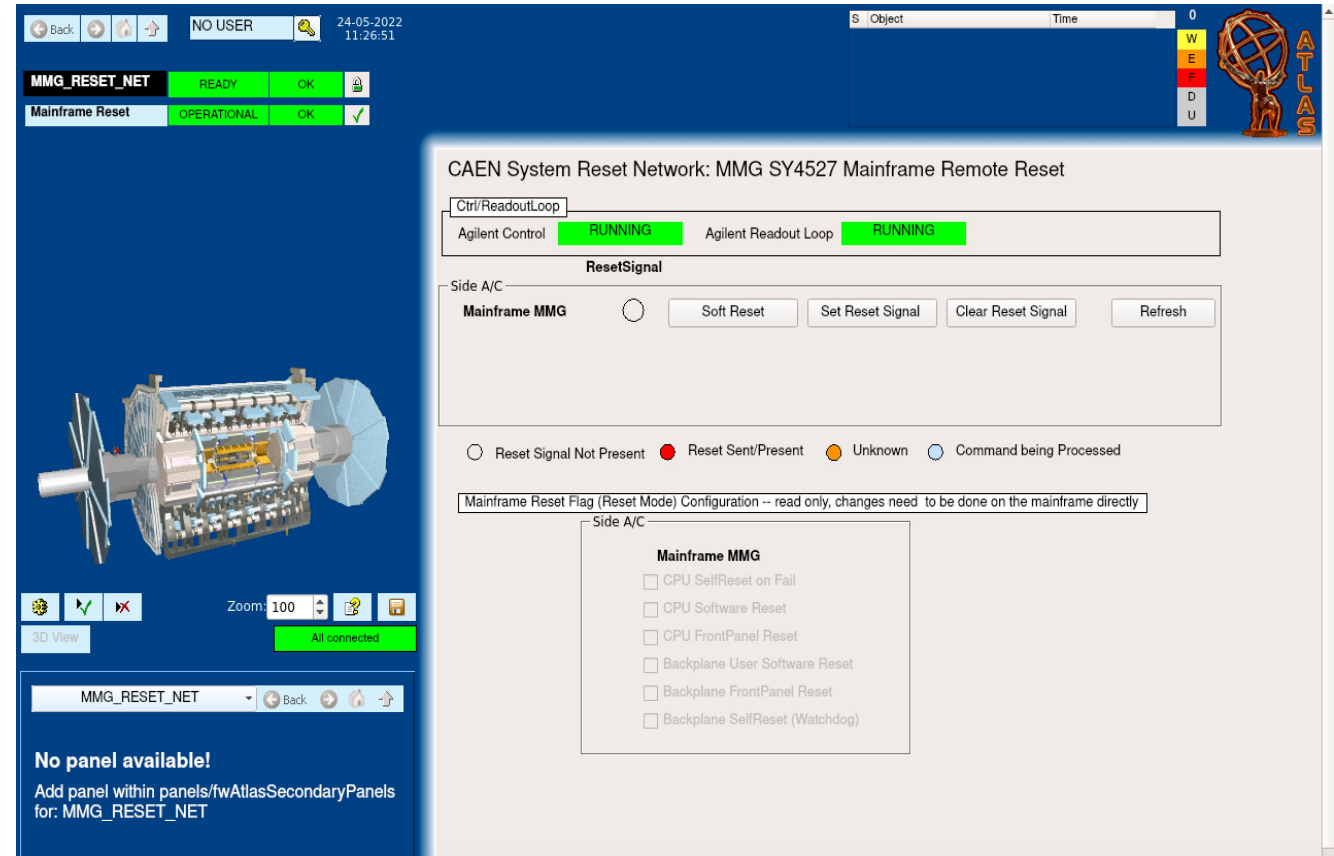 Back
NO USER
24-05-2022
11:26:51
S Object Time
0
W
E
F
D
U
ATLAS
MMG_RESET_NET READY OK
Mainframe Reset OPERATIONAL OK
CAEN System Reset Network: MMG SY4527 Mainframe Remote Reset
Ctrl/ReadoutLoop
Agilent Control RUNNING Agilent Readout Loop RUNNING
ResetSignal
Side A/C
Mainframe MMG Soft Reset Set Reset Signal Clear Reset Signal Refresh
Reset Signal Not Present Reset Sent/Present Unknown Command being Processed
Mainframe Reset Flag (Reset Mode) Configuration -- read only, changes need to be done on the mainframe directly
Side A/C
Mainframe MMG
CPU SelfReset on Fail
CPU Software Reset
CPU FrontPanel Reset
Backplane User Software Reset
Backplane FrontPanel Reset
Backplane SelfReset (Watchdog)
Zoom: 100
3D View All connected
MMG_RESET_NET Back
No panel available!
Add panel within panels/fwAtlasSecondaryPanels
for: MMG_RESET_NET